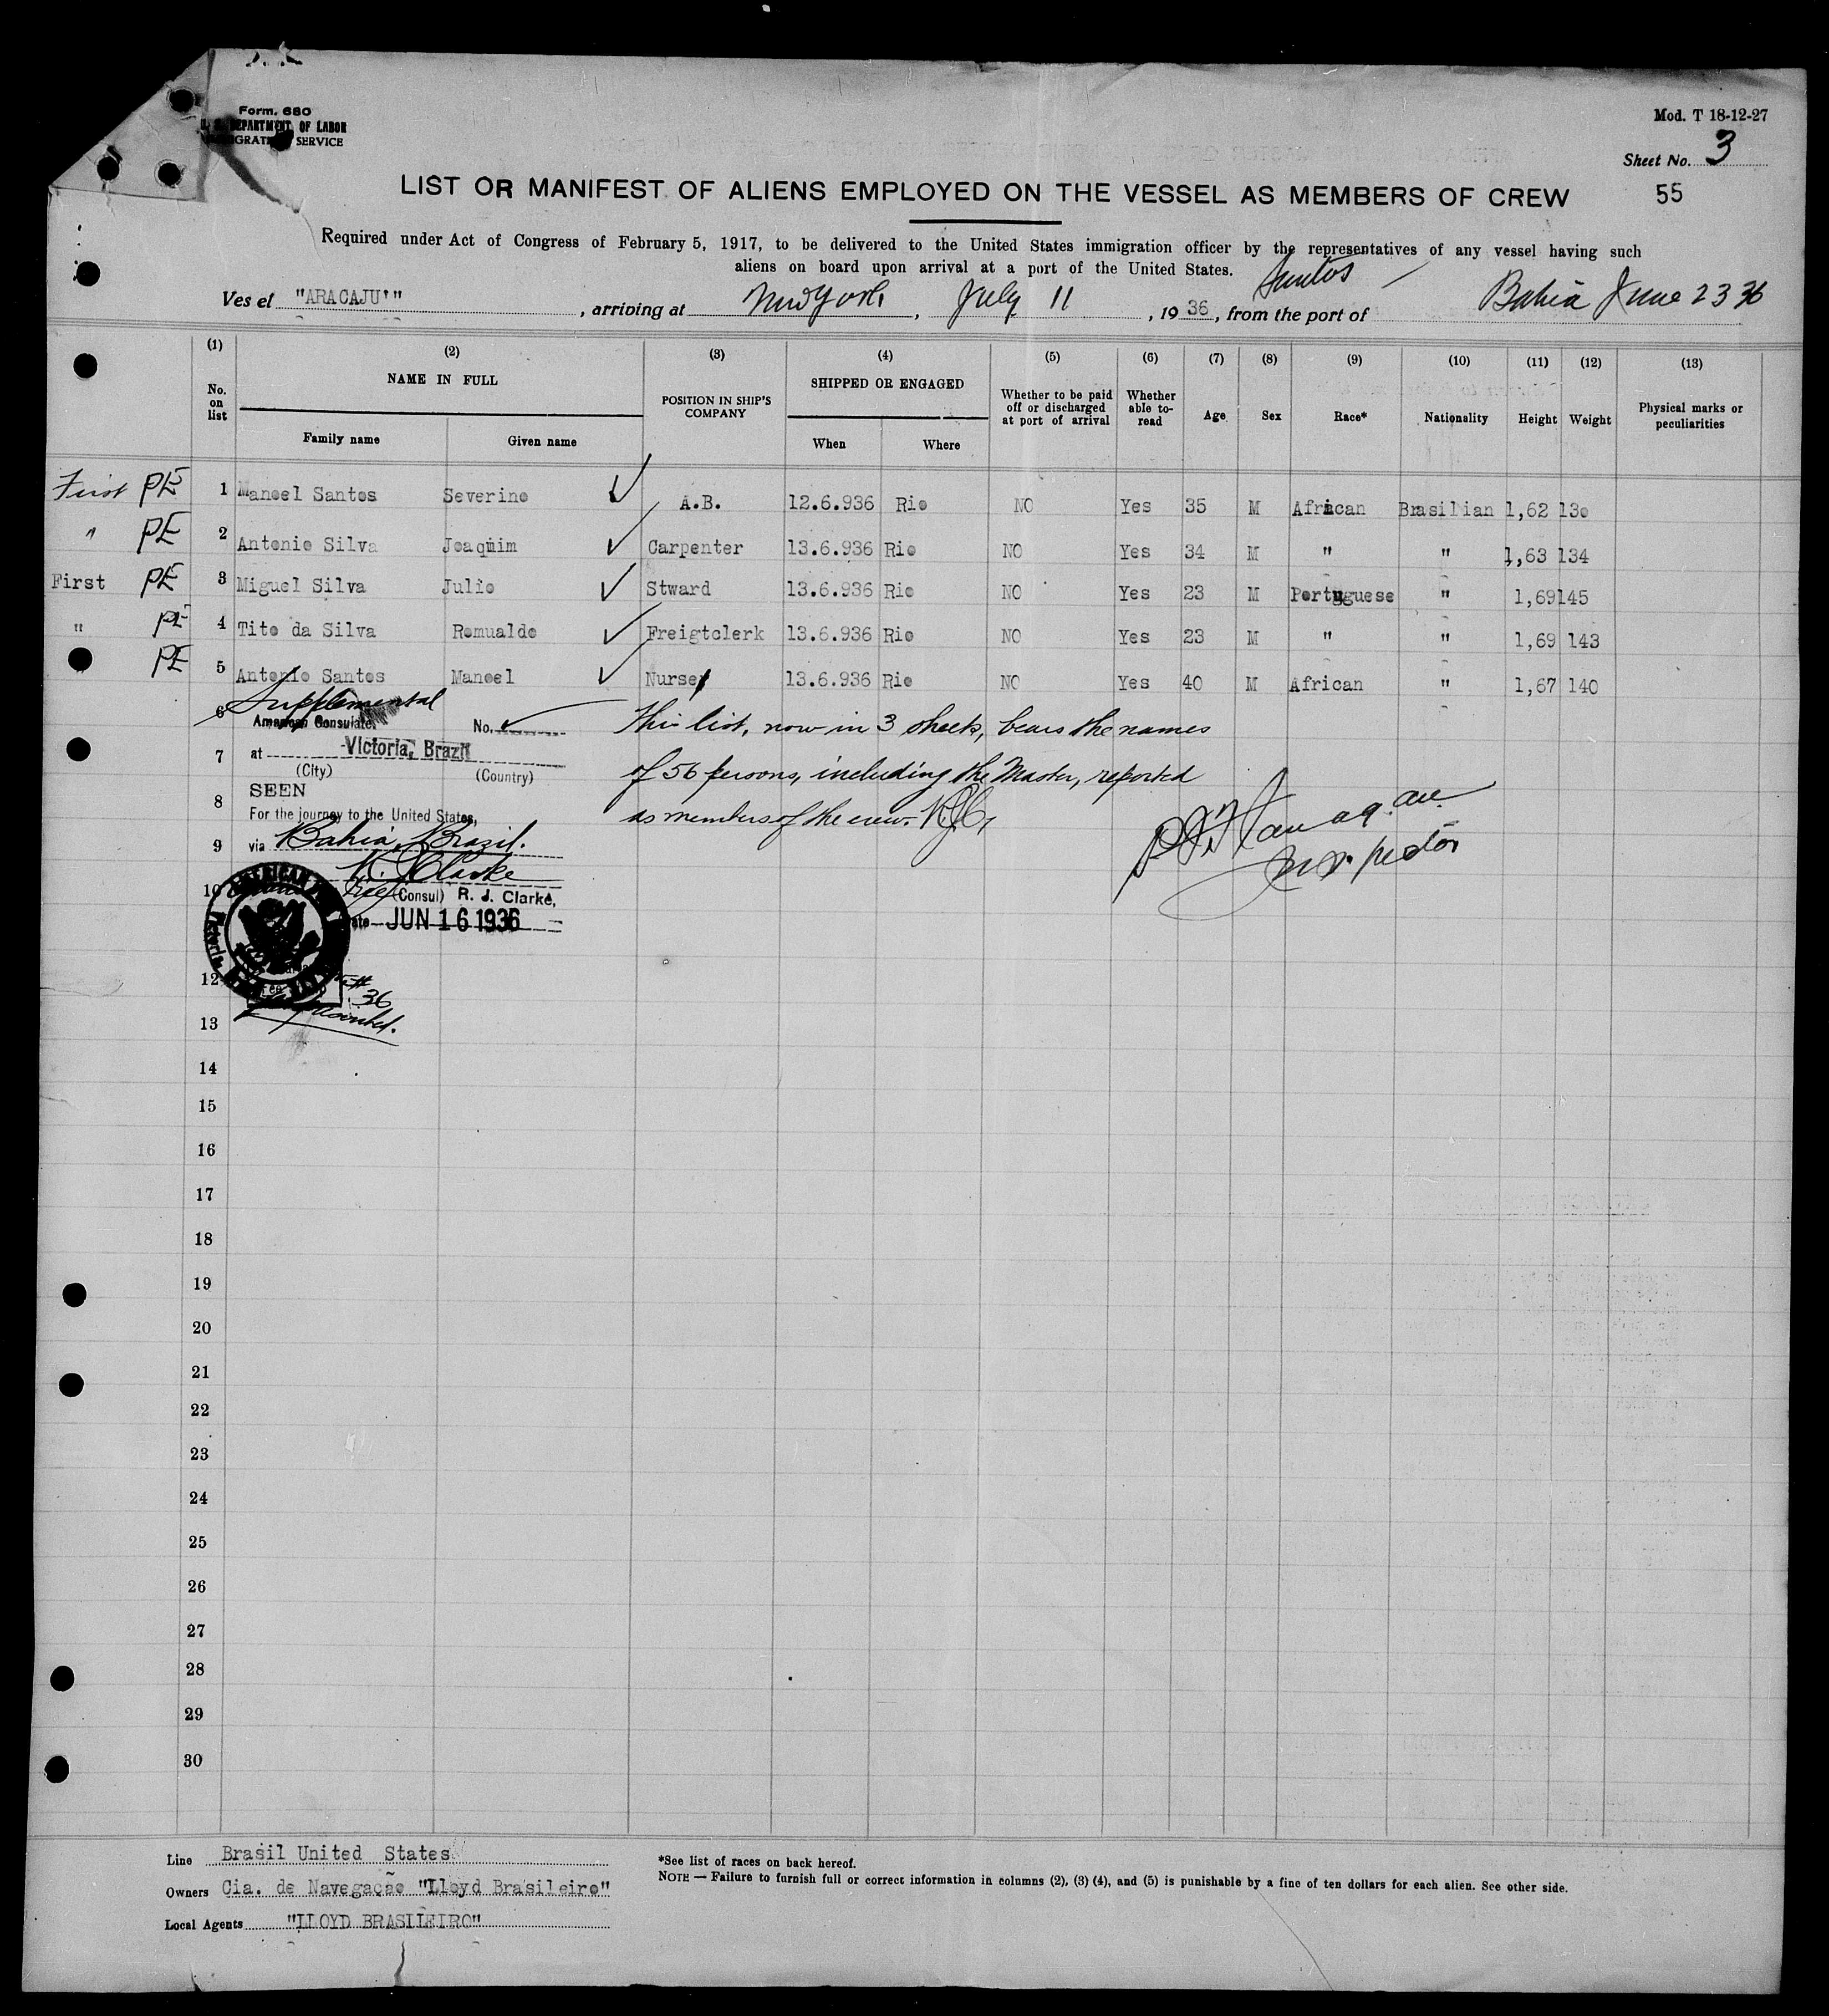 Form. 680
U. S. DEPARTMENT OF LABOR
IMMIGRATION SERVICE
Mod. T 18-12-27
Sheet No. 3
55
LIST OR MANIFEST OF ALIENS EMPLOYED ON THE VESSEL AS MEMBERS OF CREW
Required under Act of Congress of February 5, 1917, to be delivered to the United States immigration officer by the representatives of any vessel having such
aliens on board upon arrival at a port of the United States.
Santos
Ves el "ARACAJU'" , arriving at New York , July 11 , 19 36 , from the port of Bahia June 23 36
(1) (2) (3) (4) (5) (6) (7) (8) (9) (10) (11) (12) (13)
No. on list NAME IN FULL POSITION IN SHIP'S COMPANY SHIPPED OR ENGAGED Whether to be paid off or discharged at port of arrival Whether able to- read Age Sex Race* Nationality Height Weight Physical marks or peculiarities
Family name Given name When Where
First PE 1 Manoel Santos Severino A.B. 12.6.936 Rio NO Yes 35 M African Brasilian 1,62 130
" PE 2 Antonio Silva Joaquim Carpenter 13.6.936 Rio NO Yes 34 M " " 1,63 134
First PE 3 Miguel Silva Julio Stward 13.6.936 Rio NO Yes 23 M Portuguese " 1,69 145
" PE 4 Tito da Silva Romualdo Freigtclerk 13.6.936 Rio NO Yes 23 M " " 1,69 143
PE 5 Antonio Santos Manoel Nurse 13.6.936 Rio NO Yes 40 M African " 1,67 140
Supplemental
6 American Consulate, No. This list, now in 3 sheets, bears the names
7 at Victoria, Brazil of 56 persons, including the Master, reported
(City) (Country)
SEEN
8 For the journey to the United States, as members of the crew. R.J.C.
9 via Bahia, Brazil. Inspector
R. J. Clarke
10 Vice (Consul) R. J. Clarke,
Date JUN 16 1936
12
36
13
14
15
16
17
18
19
20
21
22
23
24
25
26
27
28
29
30
Line Brasil United States
Owners Cia. de Navegação "Lloyd Brasileiro"
Local Agents "LLOYD BRASILEIRO"
*See list of races on back hereof.
NOTE — Failure to furnish full or correct information in columns (2), (3) (4), and (5) is punishable by a fine of ten dollars for each alien. See other side.